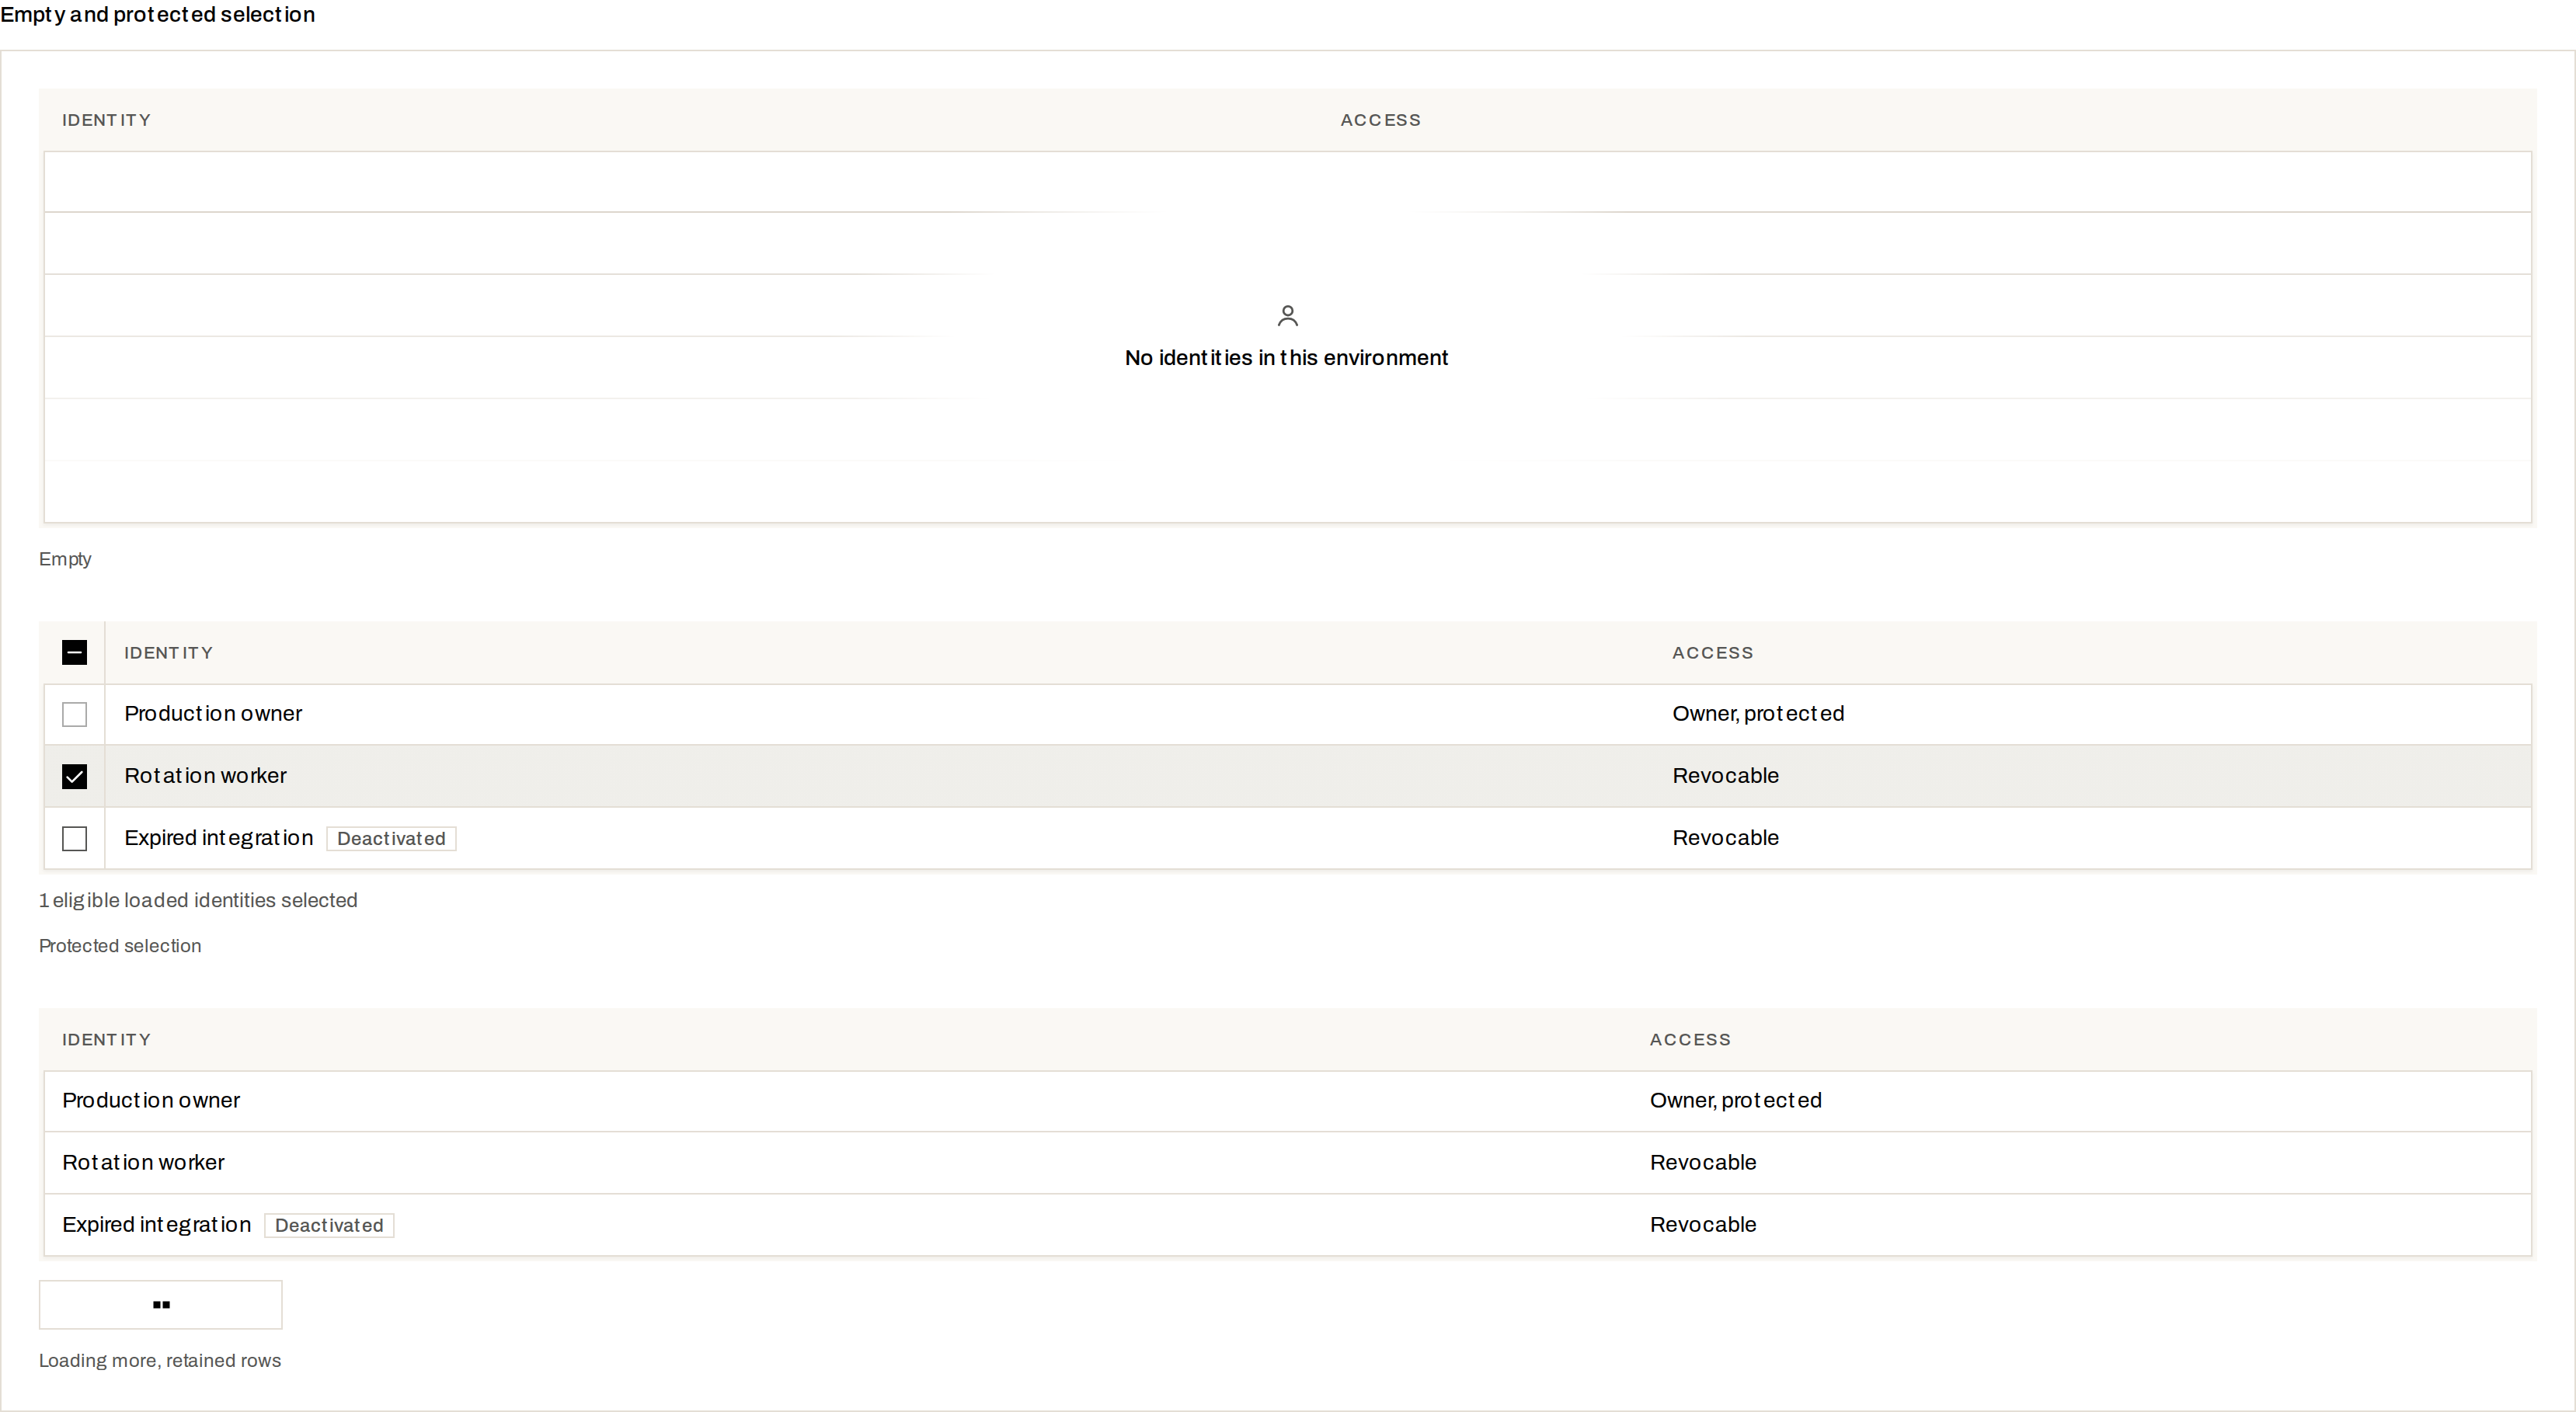 Empty and protected selection
IDENTITY ACCESS
No identities in this environment
Empty
IDENTITY ACCESS
Production owner Owner, protected
Rotation worker Revocable
Expired integration Deactivated Revocable
1 eligible loaded identities selected
Protected selection
IDENTITY ACCESS
Production owner Owner, protected
Rotation worker Revocable
Expired integration Deactivated Revocable
Loading more, retained rows